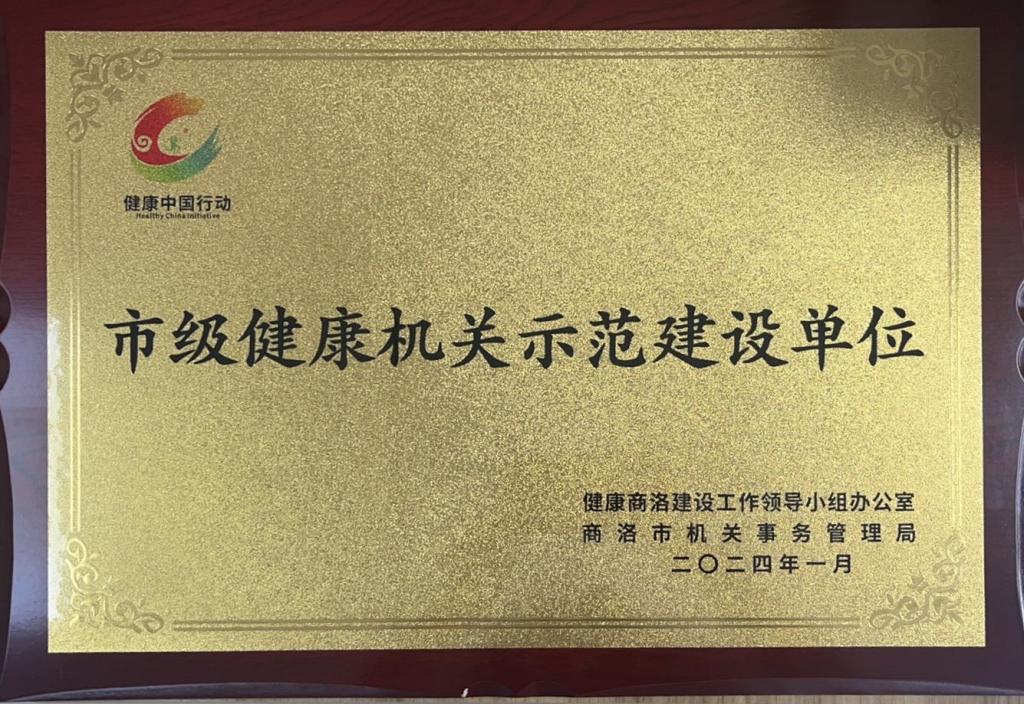 健康中国行动
Healthy China Initiative
市级健康机关示范建设单位
健康商洛建设工作领导小组办公室
商洛市机关事务管理局
二〇二四年一月